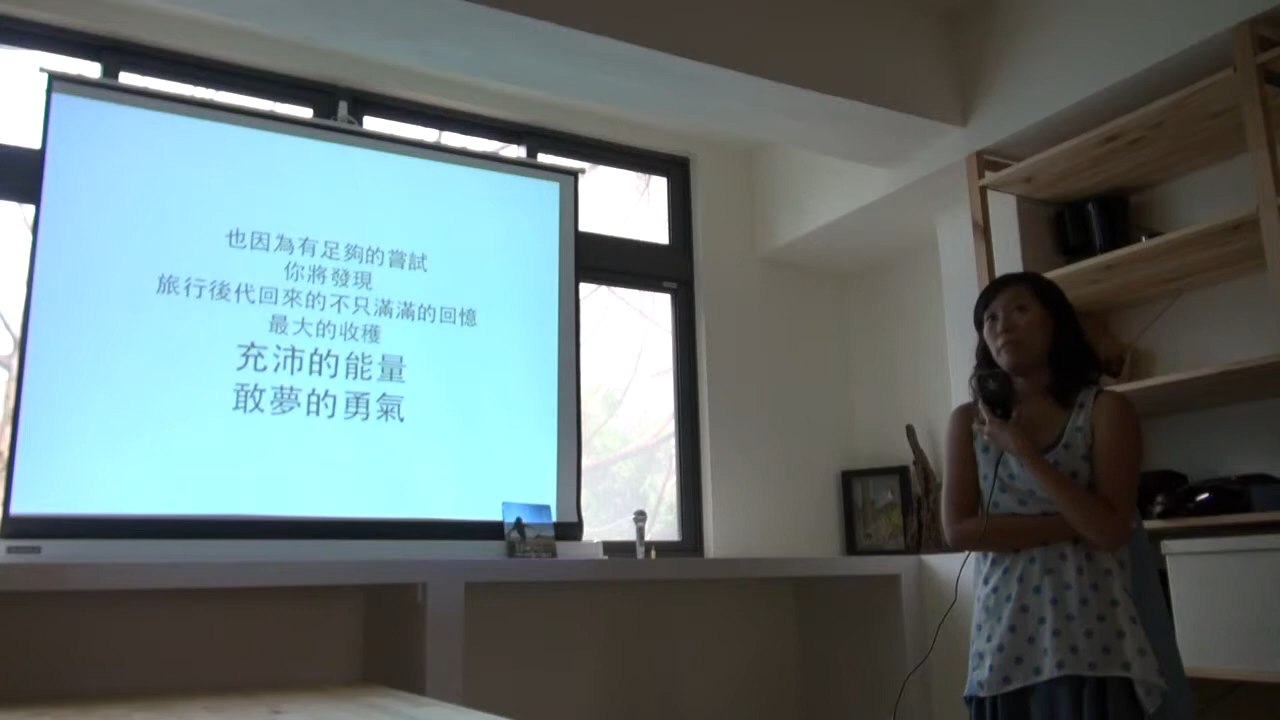 也因為有足夠的嘗試
你將發現
旅行後代回來的不只滿滿的回憶
最大的收穫
充沛的能量
敢夢的勇氣